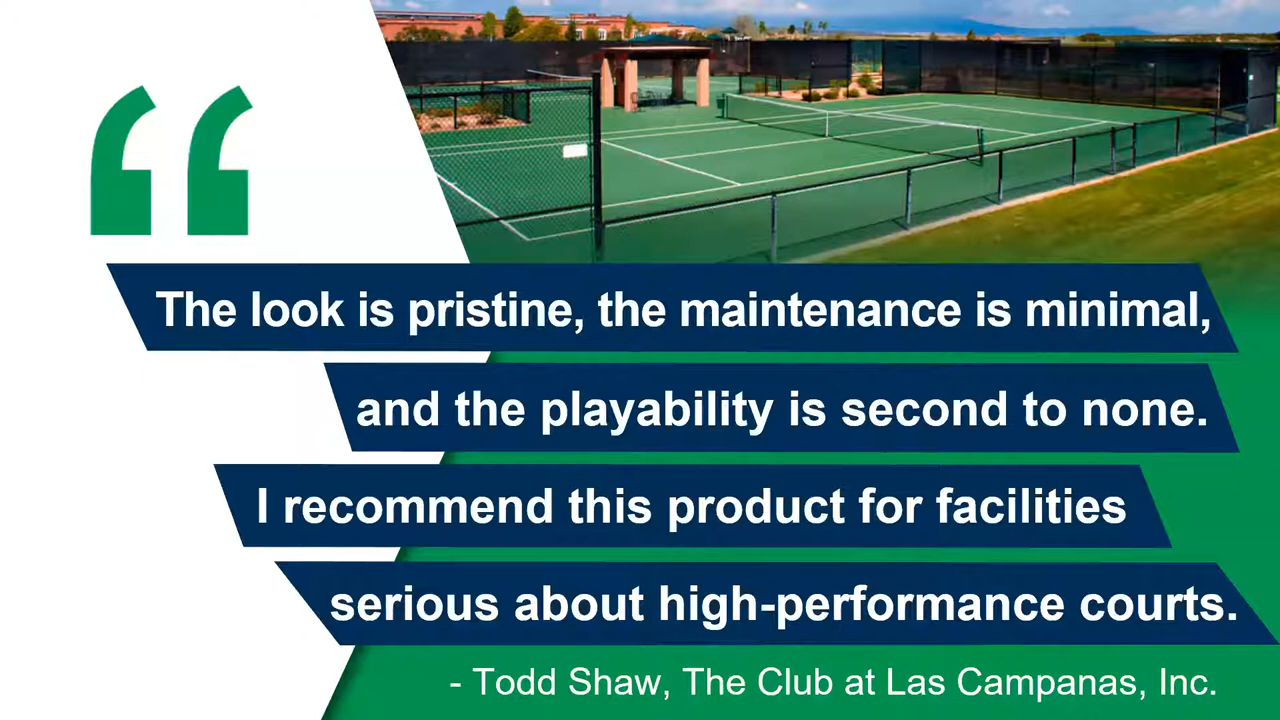 “
The look is pristine, the maintenance is minimal,
and the playability is second to none.
I recommend this product for facilities
serious about high-performance courts.
- Todd Shaw, The Club at Las Campanas, Inc.